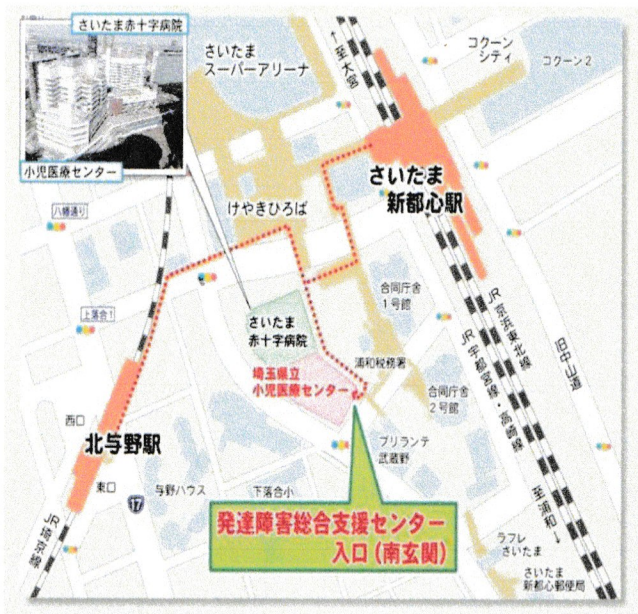 さいたま赤十字病院
小児医療センター
さいたま
スーパーアリーナ
↑至大宮
コクーン
シティ
コクーン2
さいたま
新都心駅
けやきひろば
八幡通り
上落合1
さいたま
赤十字病院
埼玉県立
小児医療センター
合同庁舎
1号館
浦和税務署
合同庁舎
2号館
JR京浜東北線
JR宇都宮線・高崎線
旧中山道
西口
北与野駅
東口
17
与野ハウス
下落合小
ブリランテ
武蔵野
発達障害総合支援センター
入口(南玄関)
至浦和↓
ラフレ
さいたま
さいたま
新都心郵便局
JR埼京線